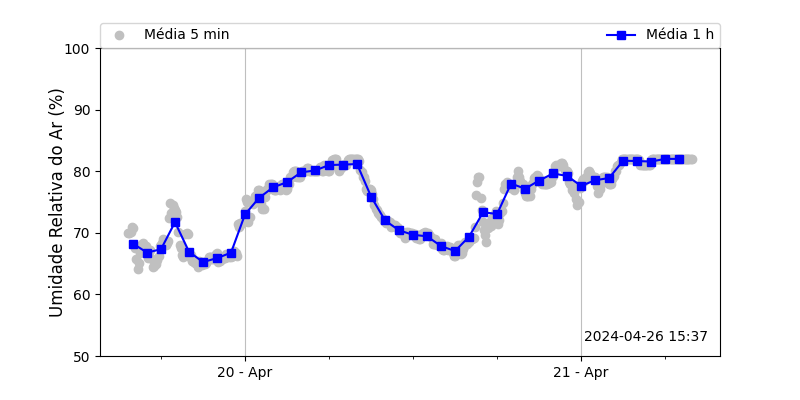 Média 5 min
Média 1 h
Umidade Relativa do Ar (%)
100
90
80
70
60
50
2024-04-26 15:37
20 - Apr
21 - Apr